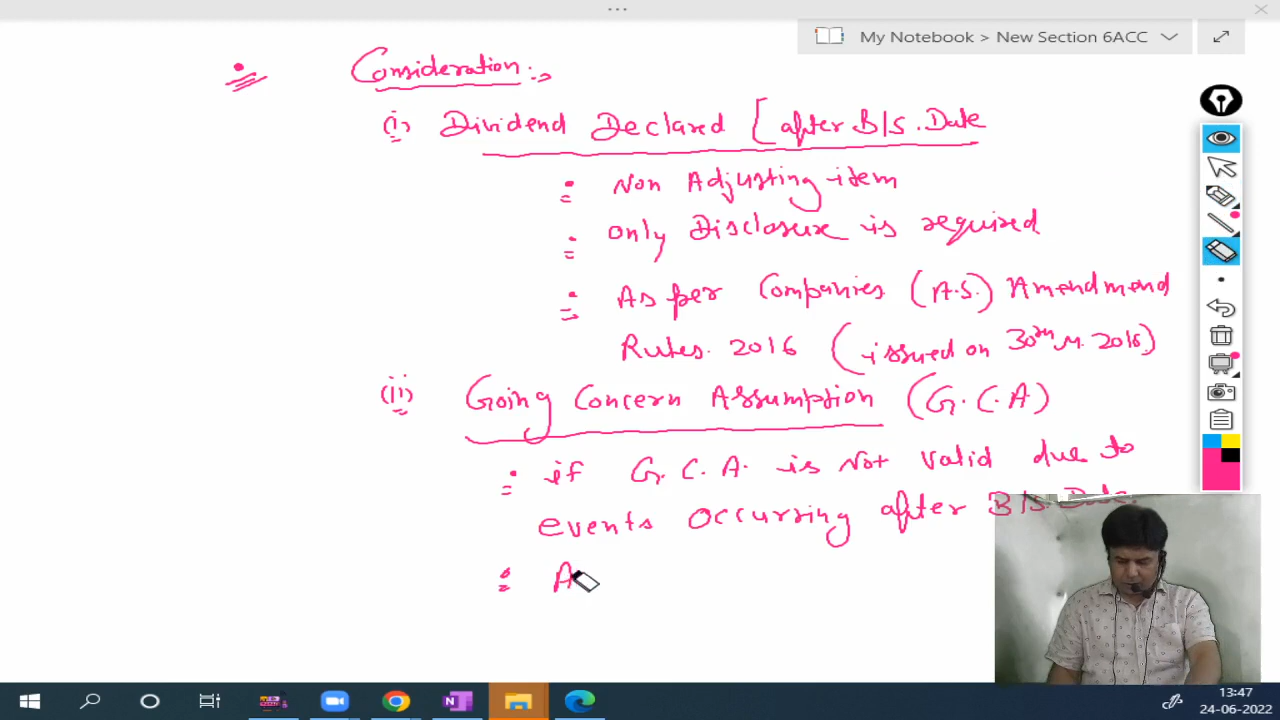 My Notebook > New Section 6ACC
Consideration :-
(i) Dividend Declared [after B/S. Date
Non Adjusting item
only Disclosure is required
As per Companies (A.S.) Amendmend
Rules. 2016 (issued on 30th M. 2016)
(ii) Going Concern Assumption (G.C.A)
if G.C.A. is Not valid due to
events Occurring after B/S. Date.
A
13:47
24-06-2022